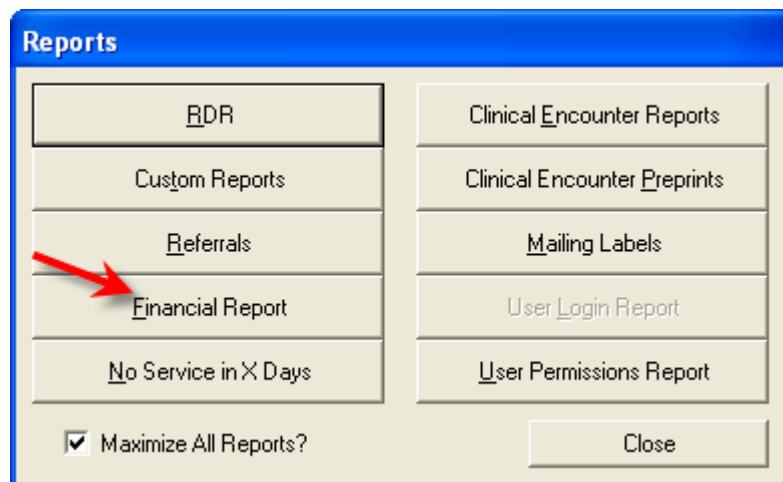 Reports
RDR
Clinical Encounter Reports
Custom Reports
Clinical Encounter Preprints
Referrals
Mailing Labels
Financial Report
User Login Report
No Service in X Days
User Permissions Report
Maximize All Reports?
Close